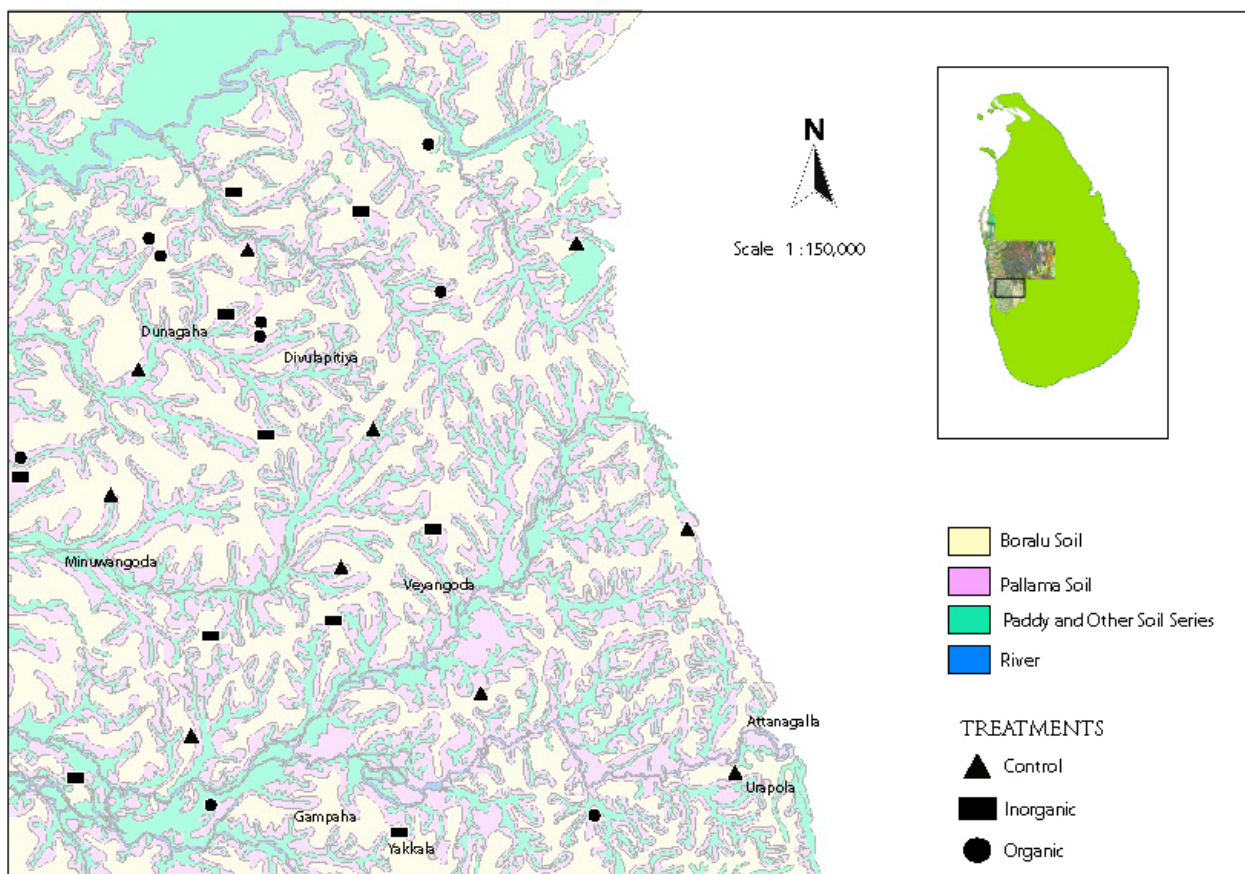 N
Scale 1 : 150,000
Dunagaha
Divulapitiya
Minuwangoda
Veyangoda
Attanagalla
Urapola
Gampaha
Yakkala
Boralu Soil
Pallama Soil
Paddy and Other Soil Series
River
TREATMENTS
Control
Inorganic
Organic